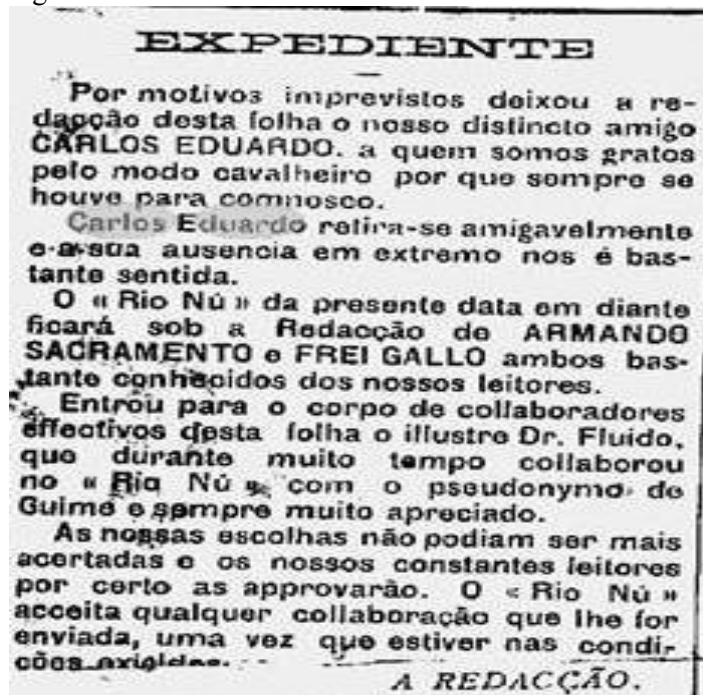 EXPEDIENTE
Por motivos imprevistos deixou a re-
dacção desta folha o nosso distincto amigo
CARLOS EDUARDO. a quem somos gratos
pelo modo cavalheiro por que sempre se
houve para comnosco.
Carlos Eduardo retira-se amigavelmente
e a sua ausencia em extremo nos é bas-
tante sentida.
O « Rio Nú » da presente data em diante
ficará sob a Redacção de ARMANDO
SACRAMENTO e FREI GALLO ambos bas-
tante conhecidos dos nossos leitores.
Entrou para o corpo de collaboradores
effectivos desta folha o illustre Dr. Fluido,
que durante muito tempo collaborou
no « Rio Nú », com o pseudonymo de
Guimé e sempre muito apreciado.
As nossas escolhas não podiam ser mais
acertadas e os nossos constantes leitores
por certo as approvarão. O « Rio Nú »
acceita qualquer collaboração que lhe for
enviada, uma vez que estiver nas condi-
ções exigidas.
A REDACÇÃO.